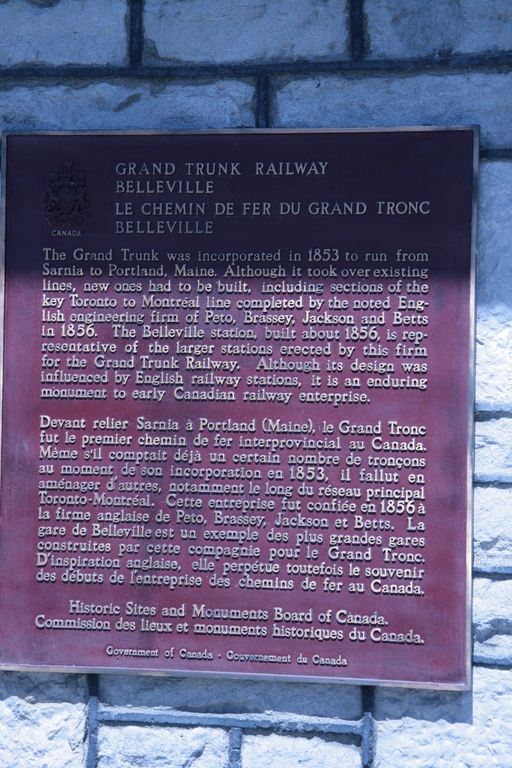 GRAND TRUNK RAILWAY
BELLEVILLE
LE CHEMIN DE FER DU GRAND TRONC
BELLEVILLE
CANADA
The Grand Trunk was incorporated in 1853 to run from
Sarnia to Portland, Maine. Although it took over existing
lines, new ones had to be built, including sections of the
key Toronto to Montréal line completed by the noted Eng-
lish engineering firm of Peto, Brassey, Jackson and Betts
in 1856. The Belleville station, built about 1856, is rep-
resentative of the larger stations erected by this firm
for the Grand Trunk Railway. Although its design was
influenced by English railway stations, it is an enduring
monument to early Canadian railway enterprise.
Devant relier Sarnia à Portland (Maine), le Grand Tronc
fut le premier chemin de fer interprovincial au Canada.
Même s'il comptait déjà un certain nombre de tronçons
au moment de son incorporation en 1853, il fallut en
aménager d'autres, notamment le long du réseau principal
Toronto-Montréal. Cette entreprise fut confiée en 1856 à
la firme anglaise de Peto, Brassey, Jackson et Betts. La
gare de Belleville est un exemple des plus grandes gares
construites par cette compagnie pour le Grand Tronc.
D'inspiration anglaise, elle perpétue toutefois le souvenir
des débuts de l'entreprise des chemins de fer au Canada.
Historic Sites and Monuments Board of Canada.
Commission des lieux et monuments historiques du Canada.
Government of Canada · Gouvernement du Canada